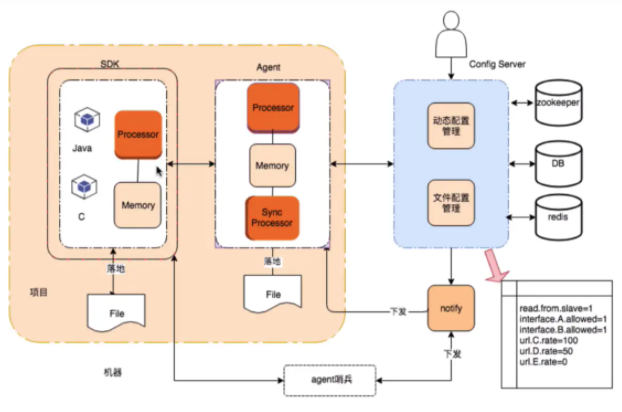 Config Server
SDK
Agent
Java
C
Processor
Memory
Processor
Memory
Sync
Processor
动态配置
管理
文件配置
管理
zookeeper
DB
redis
落地
File
落地
File
项目
下发
notify
下发
agent哨兵
机器
read.from.slave=1
interface.A.allowed=1
interface.B.allowed=1
url.C.rate=100
url.D.rate=50
url.E.rate=0